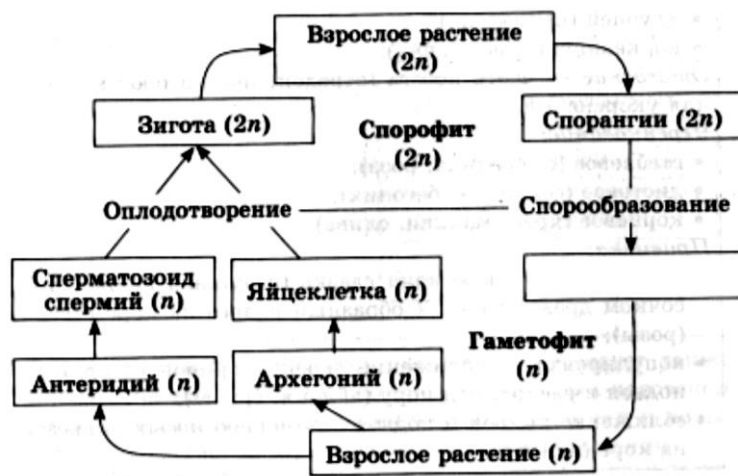 Взрослое растение
(2n)
Зигота (2n)
Спорофит
(2n)
Спорангии (2n)
Оплодотворение
Спорообразование
Сперматозоид
спермий (n)
Яйцеклетка (n)
Гаметофит
(n)
Антеридий (n)
Архегоний (n)
Взрослое растение (n)